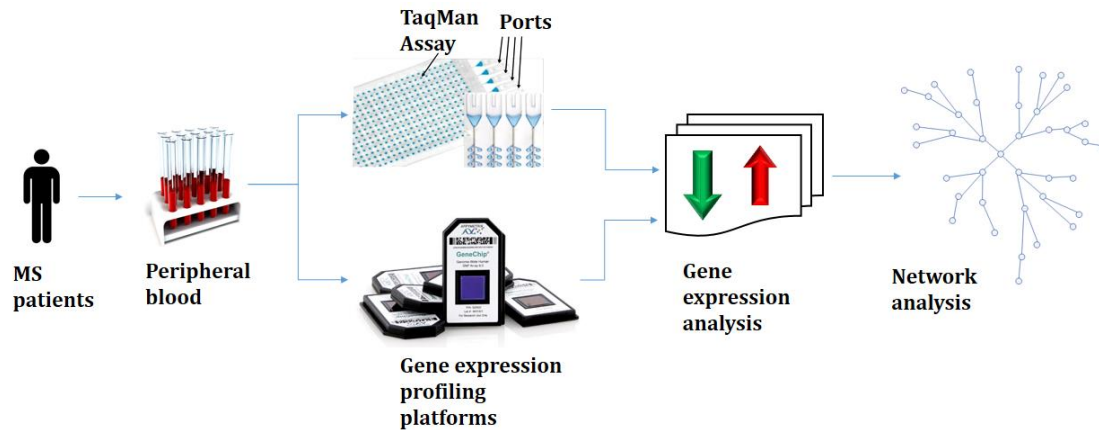 TaqMan
Assay
Ports
MS
patients
Peripheral
blood
GeneChip®
Gene expression
profiling
platforms
Gene
expression
analysis
Network
analysis